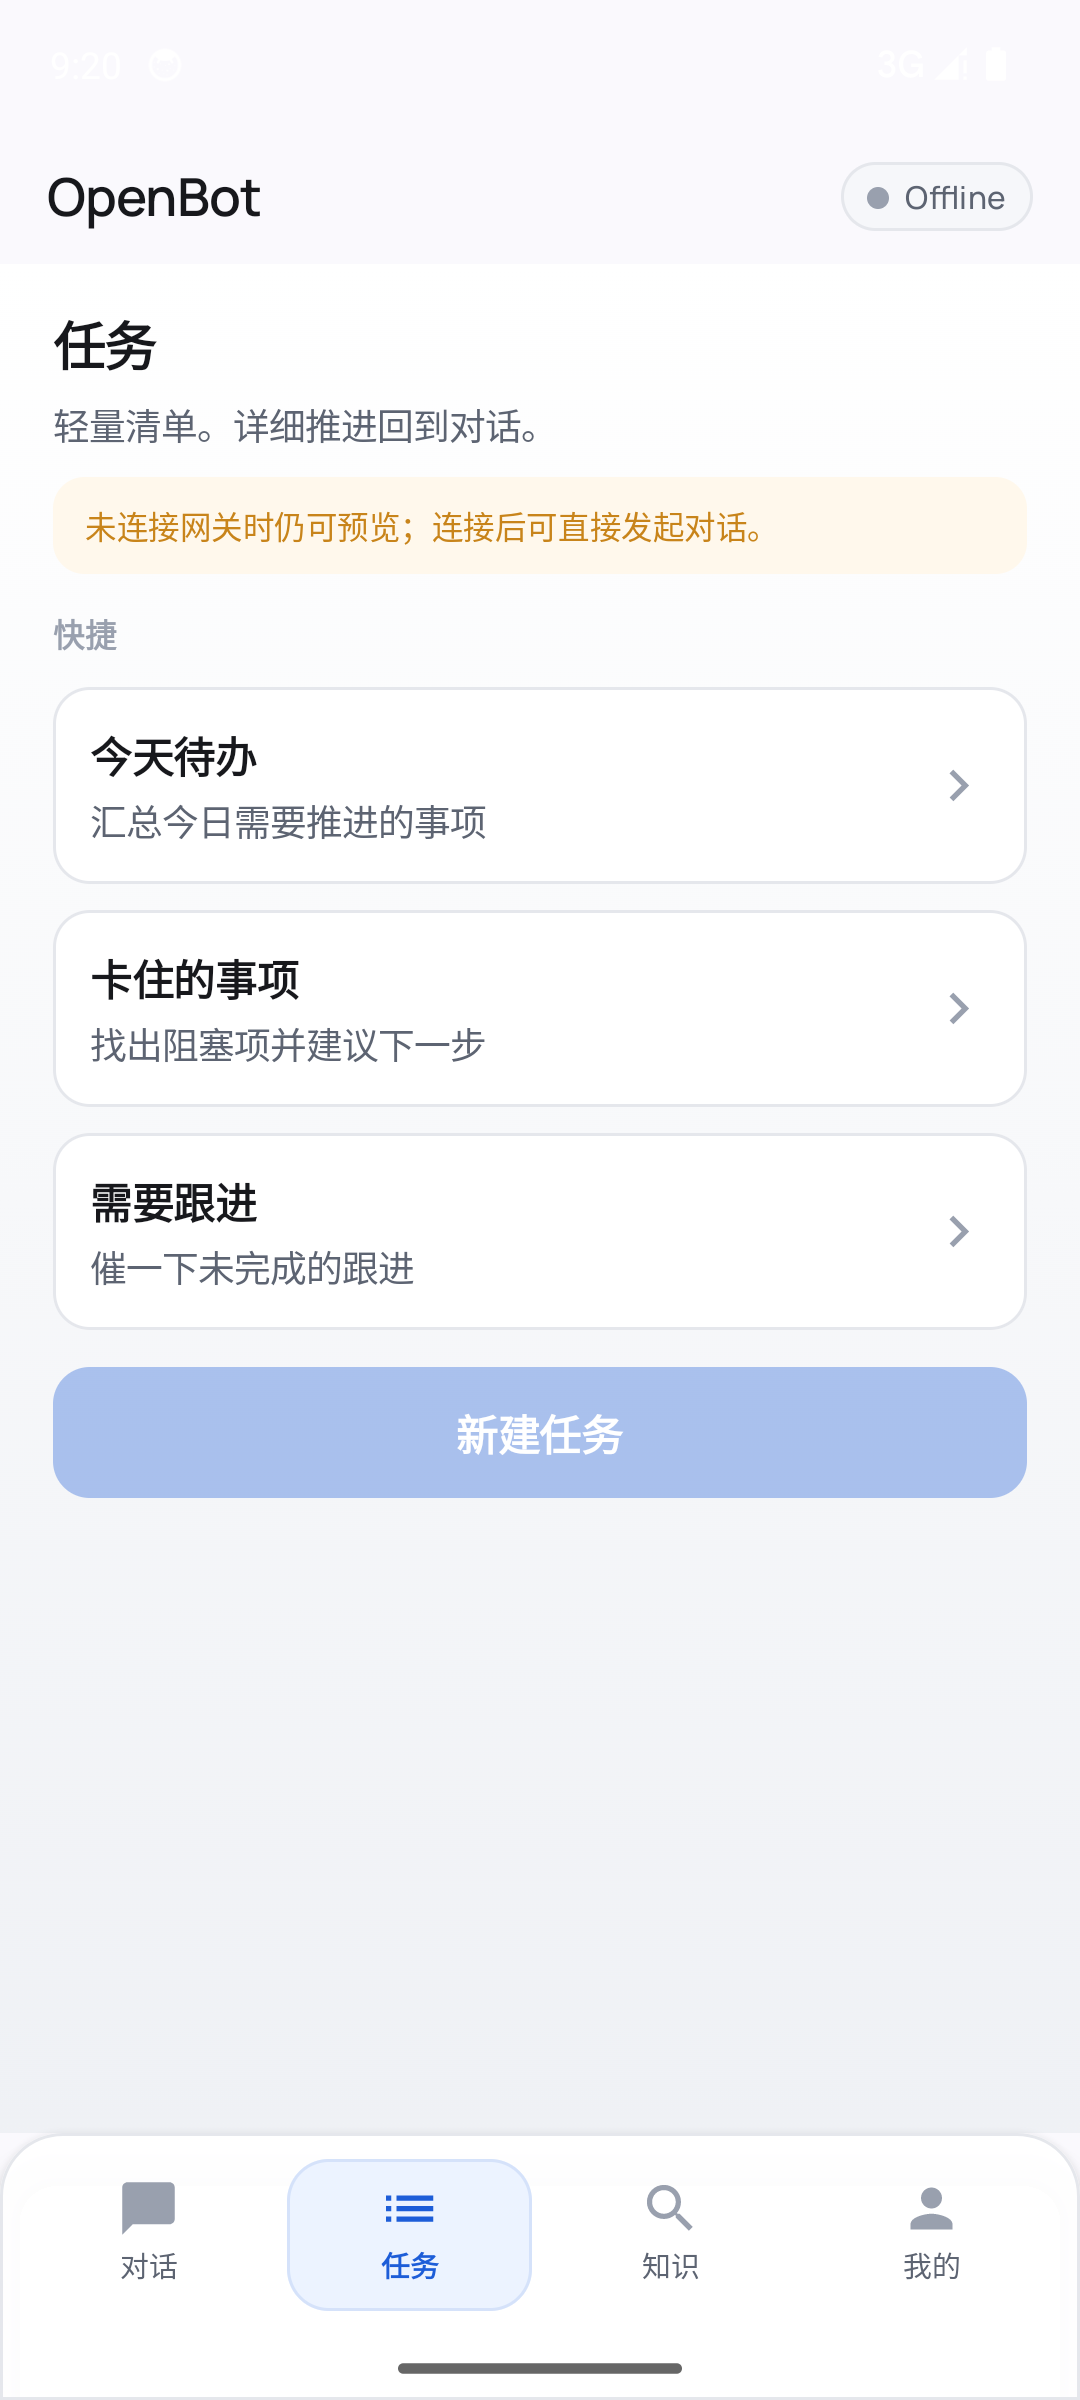 9:20
3G
OpenBot
Offline
任务
轻量清单。详细推进回到对话。
未连接网关时仍可预览；连接后可直接发起对话。
快捷
今天待办
汇总今日需要推进的事项
卡住的事项
找出阻塞项并建议下一步
需要跟进
催一下未完成的跟进
新建任务
对话
任务
知识
我的